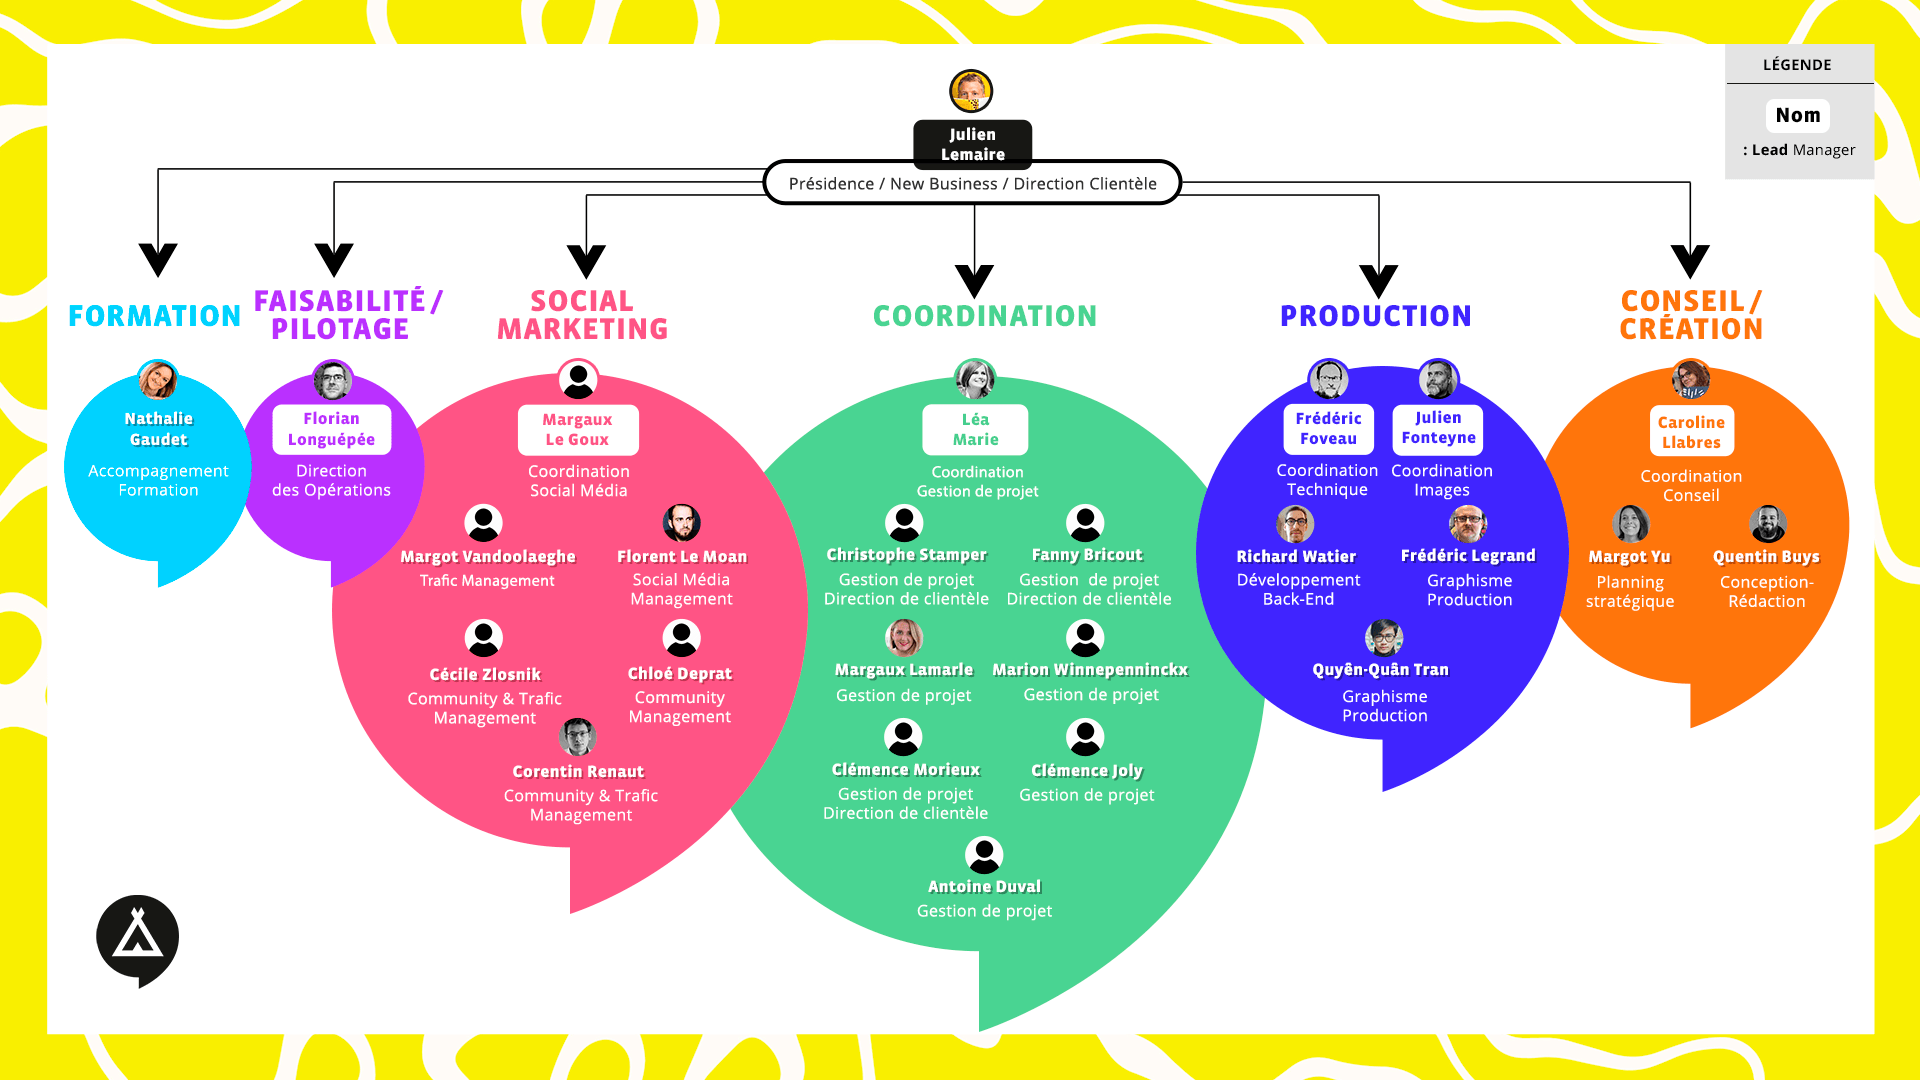 LÉGENDE
Nom
: Lead Manager
Julien
Lemaire
Présidence / New Business / Direction Clientèle
FORMATION
Nathalie
Gaudet
Accompagnement
Formation
FAISABILITÉ /
PILOTAGE
Florian
Longuépée
Direction
des Opérations
SOCIAL
MARKETING
Margaux
Le Goux
Coordination
Social Média
Margot Vandoolaeghe
Trafic Management
Florent Le Moan
Social Média
Management
Cécile Zlosnik
Community & Trafic
Management
Chloé Deprat
Community
Management
Corentin Renaut
Community & Trafic
Management
COORDINATION
Léa
Marie
Coordination
Gestion de projet
Christophe Stamper
Gestion de projet
Direction de clientèle
Fanny Bricout
Gestion de projet
Direction de clientèle
Margaux Lamarle
Gestion de projet
Marion Winnepenninckx
Gestion de projet
Clémence Morieux
Gestion de projet
Direction de clientèle
Clémence Joly
Gestion de projet
Antoine Duval
Gestion de projet
PRODUCTION
Frédéric
Foveau
Coordination
Technique
Julien
Fonteyne
Coordination
Images
Richard Watier
Développement
Back-End
Frédéric Legrand
Graphisme
Production
Quyên-Quân Tran
Graphisme
Production
CONSEIL /
CRÉATION
Caroline
Llabres
Coordination
Conseil
Margot Yu
Planning
stratégique
Quentin Buys
Conception-
Rédaction